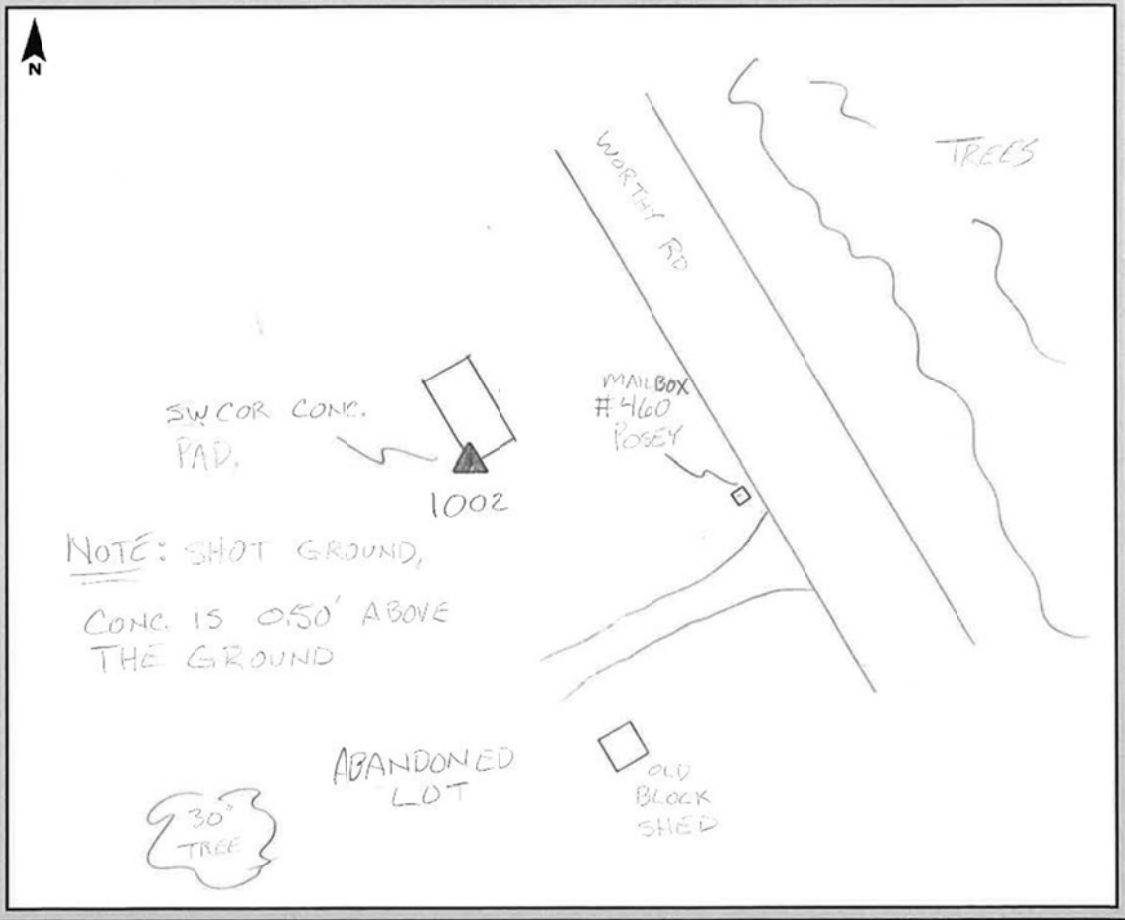 N
WORTHY RD
TREES
MAILBOX
#460
POSEY
SW COR CONC.
PAD.
1002
NOTE: SHOT GROUND,
CONC. IS 0.50' ABOVE
THE GROUND
ABANDONED
LOT
OLD
BLOCK
SHED
30"
TREE